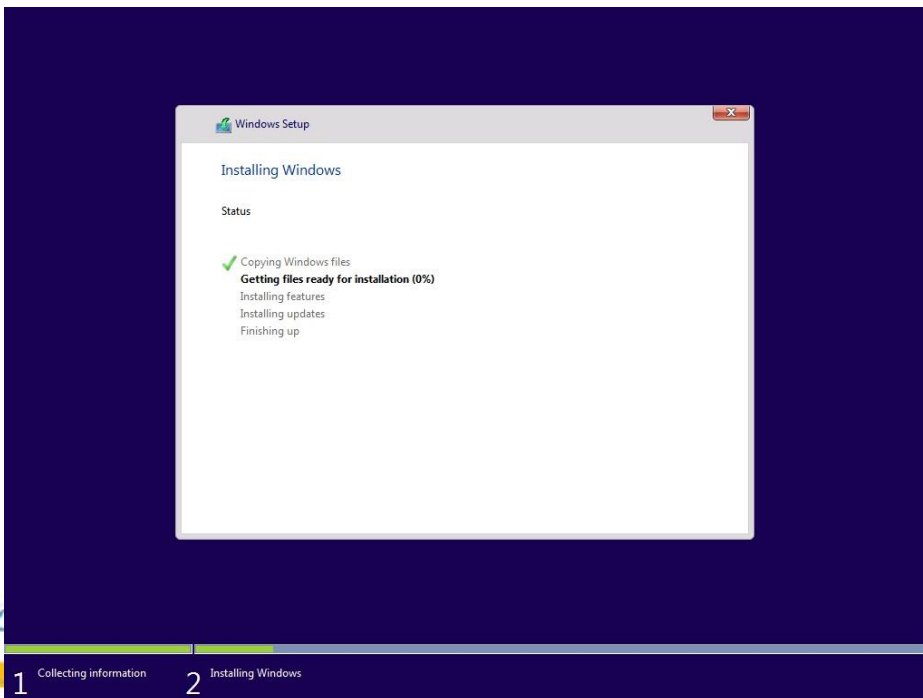 Windows Setup
Installing Windows
Status
Copying Windows files
Getting files ready for installation (0%)
Installing features
Installing updates
Finishing up
1 Collecting information 2 Installing Windows